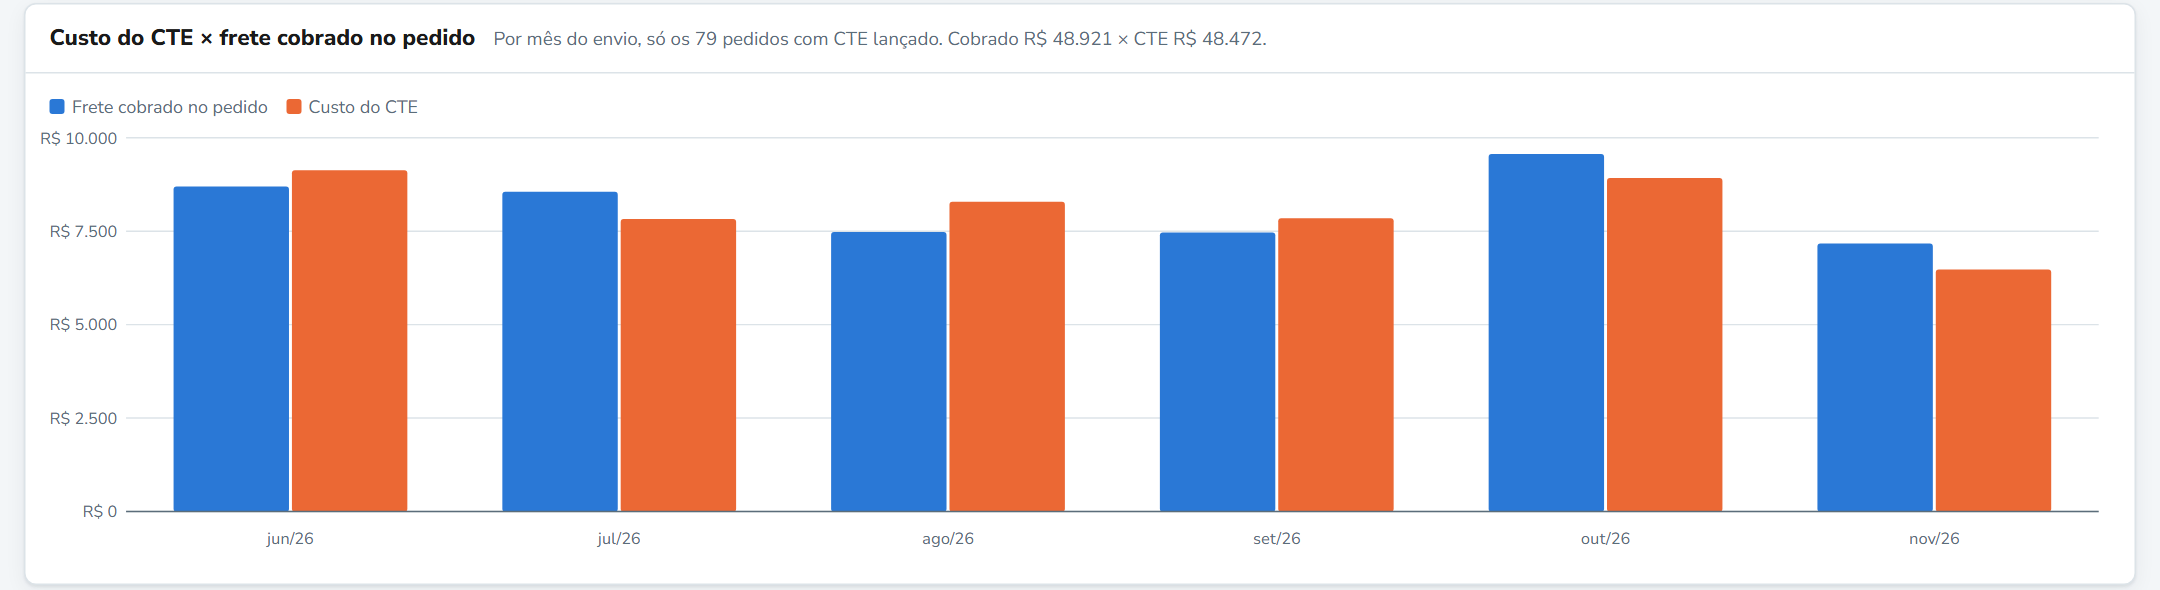 Custo do CTE × frete cobrado no pedido Por mês do envio, só os 79 pedidos com CTE lançado. Cobrado R$ 48.921 × CTE R$ 48.472.
Frete cobrado no pedido Custo do CTE
R$ 10.000
R$ 7.500
R$ 5.000
R$ 2.500
R$ 0
jun/26 jul/26 ago/26 set/26 out/26 nov/26